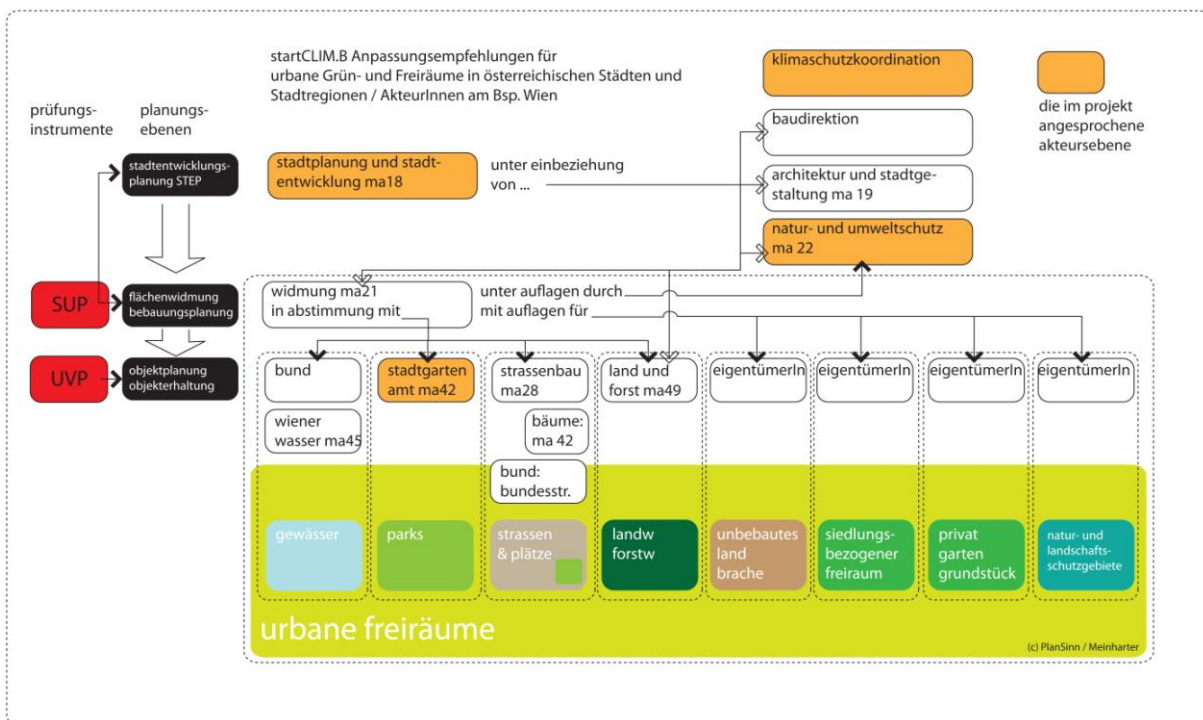 startCLIM.B Anpassungsempfehlungen für
urbane Grün- und Freiräume in österreichischen Städten und
Stadtregionen / AkteurInnen am Bsp. Wien
klimaschutzkoordination
die im projekt
angesprochene
akteursebene
prüfungs-
instrumente
planungs-
ebenen
baudirektion
stadtentwicklungs-
planung STEP
stadtplanung und stadt-
entwicklung ma18
unter einbeziehung
von ...
architektur und stadtge-
staltung ma 19
natur- und umweltschutz
ma 22
SUP
flächenwidmung
bebauungsplanung
widmung ma21
in abstimmung mit
unter auflagen durch
mit auflagen für
UVP
objektplanung
objekterhaltung
bund
stadtgarten
amt ma42
strassenbau
ma28
land und
forst ma49
eigentümerIn
eigentümerIn
eigentümerIn
eigentümerIn
wiener
wasser ma45
bäume:
ma 42
bund:
bundesstr.
gewässer
parks
strassen
& plätze
landw
forstw
unbebautes
land
brache
siedlungs-
bezogener
freiraum
privat
garten
grundstück
natur- und
landschafts-
schutzgebiete
urbane freiräume
(c) PlanSinn / Meinharter